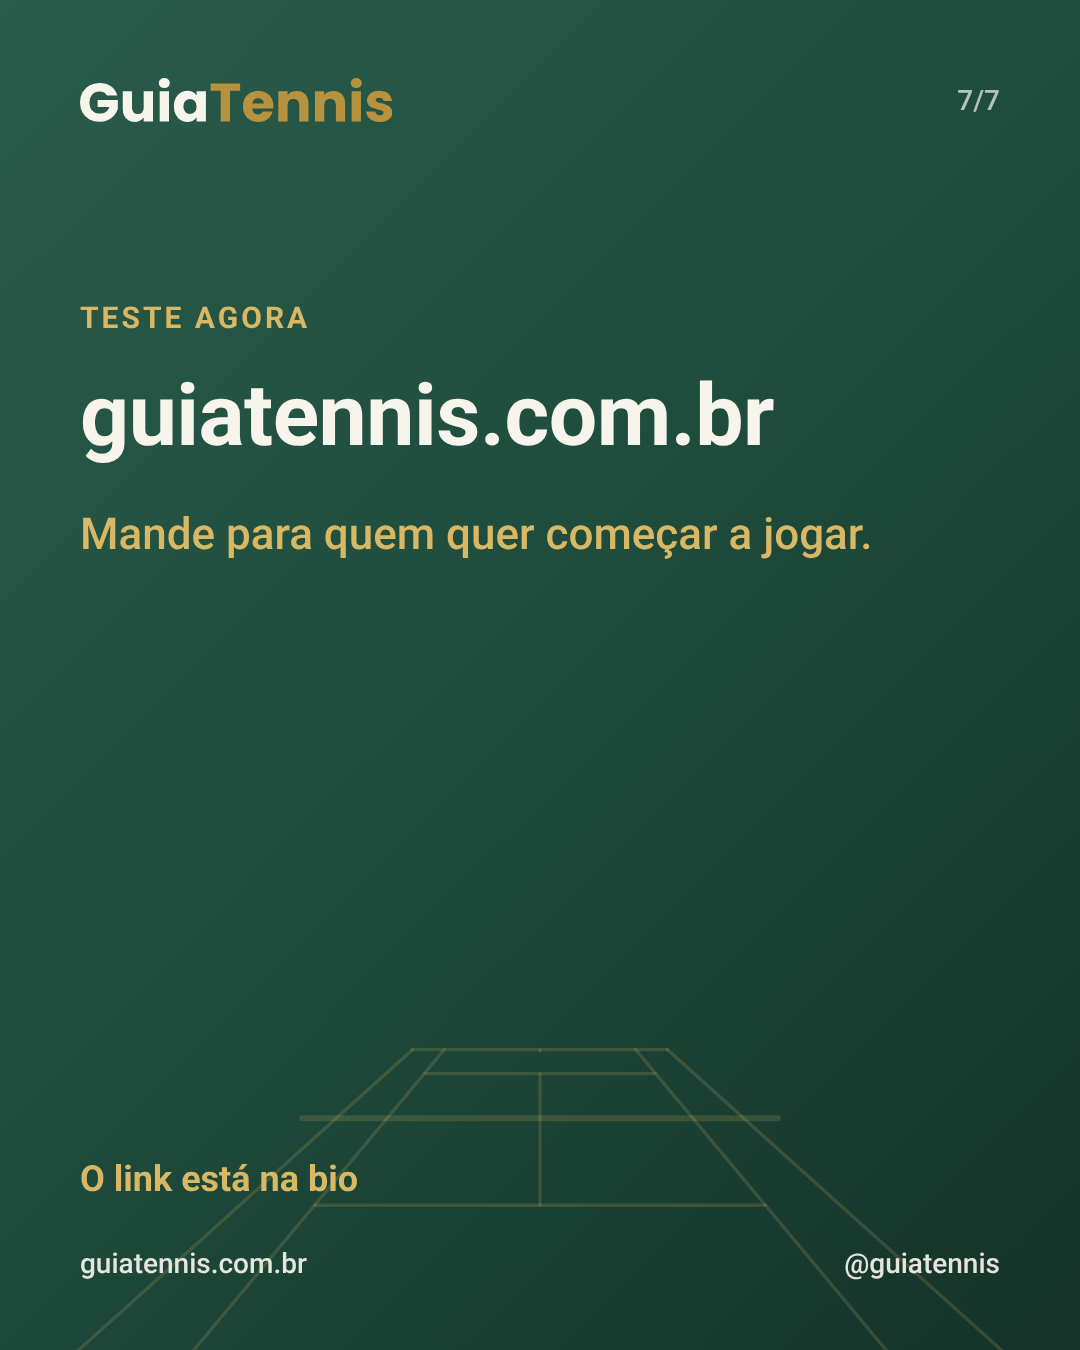 GuiaTennis
7/7
TESTE AGORA
guiatennis.com.br
Mande para quem quer começar a jogar.
O link está na bio
guiatennis.com.br
@guiatennis